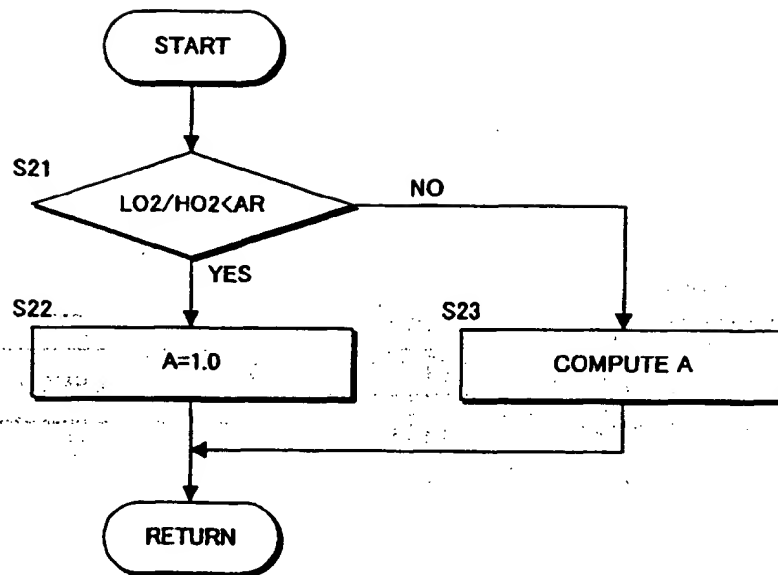 START
S21
LO2/HO2<AR
NO
YES
S22
A=1.0
S23
COMPUTE A
RETURN